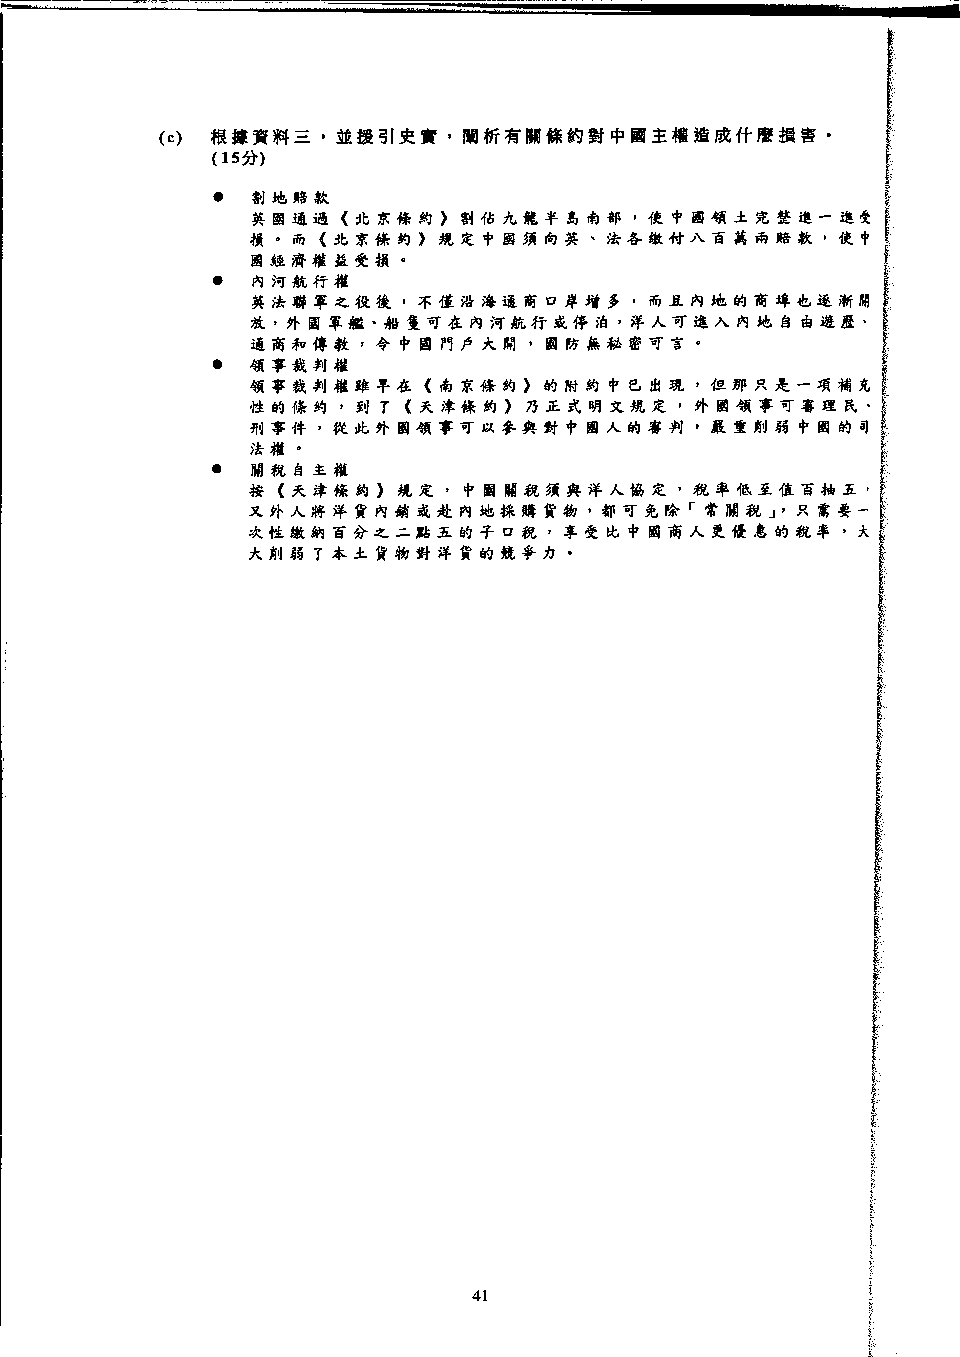 (c) 根據資料三，並援引史實，闡析有關條約對中國主權造成什麼損害。
(15分)
● 割地賠款
英國通過《北京條約》割佔九龍半島南部，使中國領土完整進一進受
損。而《北京條約》規定中國須向英、法各繳付八百萬兩賠款，使中
國經濟權益受損。
● 內河航行權
英法聯軍之役後，不僅沿海通商口岸增多，而且內地的商埠也逐漸開
放，外國軍艦、船隻可在內河航行或停泊，洋人可進入內地自由遊歷、
通商和傳教，令中國門戶大開，國防無秘密可言。
● 領事裁判權
領事裁判權雖早在《南京條約》的附約中已出現，但那只是一項補充
性的條約，到了《天津條約》乃正式明文規定，外國領事可審理民、
刑事件，從此外國領事可以參與對中國人的審判，嚴重削弱中國的司
法權。
● 關稅自主權
按《天津條約》規定，中國關稅須與洋人協定，稅率低至值百抽五，
又外人將洋貨內銷或赴內地採購貨物，都可免除「常關稅」，只需要一
次性繳納百分之二點五的子口稅，享受比中國商人更優惠的稅率，大
大削弱了本土貨物對洋貨的競爭力。
41